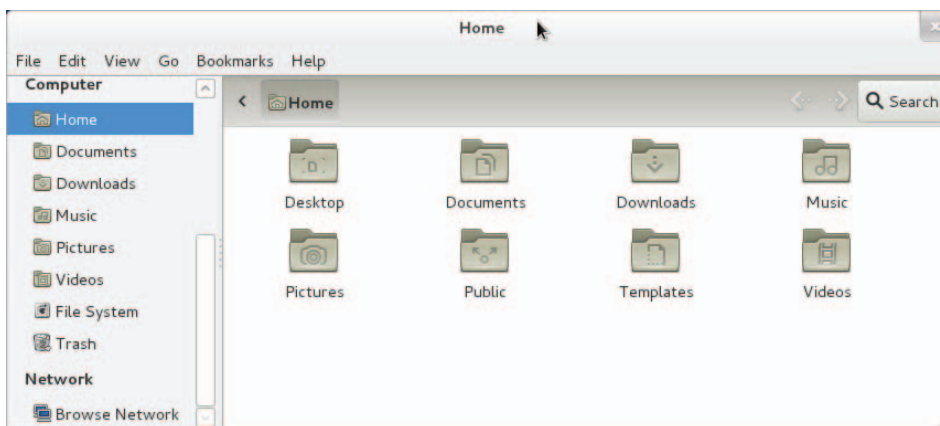 Home
File Edit View Go Bookmarks Help
Computer
Home
Documents
Downloads
Music
Pictures
Videos
File System
Trash
Network
Browse Network
Home
Search
Desktop Documents Downloads Music
Pictures Public Templates Videos